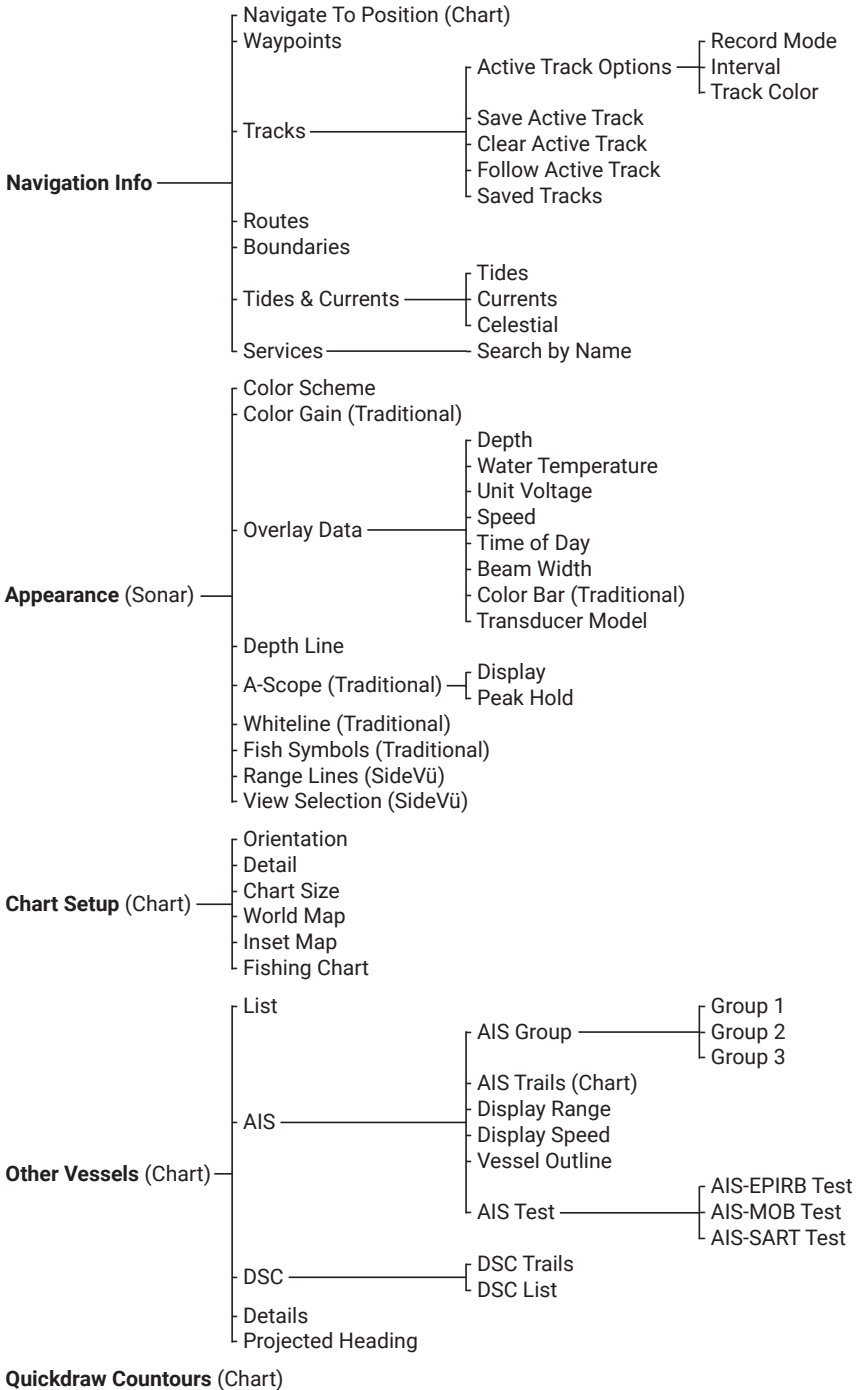 Navigate To Position (Chart)
Waypoints
Record Mode
Active Track Options
Interval
Track Color
Save Active Track
Tracks
Clear Active Track
Follow Active Track
Navigation Info
Saved Tracks
Routes
Boundaries
Tides
Tides & Currents
Currents
Celestial
Services
Search by Name
Color Scheme
Color Gain (Traditional)
Depth
Water Temperature
Unit Voltage
Speed
Overlay Data
Time of Day
Beam Width
Appearance (Sonar)
Color Bar (Traditional)
Transducer Model
Depth Line
Display
A-Scope (Traditional)
Peak Hold
Whiteline (Traditional)
Fish Symbols (Traditional)
Range Lines (SideVü)
View Selection (SideVü)
Orientation
Detail
Chart Size
Chart Setup (Chart)
World Map
Inset Map
Fishing Chart
List
Group 1
AIS Group
Group 2
Group 3
AIS Trails (Chart)
Display Range
AIS
Display Speed
Vessel Outline
Other Vessels (Chart)
AIS-EPIRB Test
AIS Test
AIS-MOB Test
AIS-SART Test
DSC Trails
DSC
DSC List
Details
Projected Heading
Quickdraw Countours (Chart)